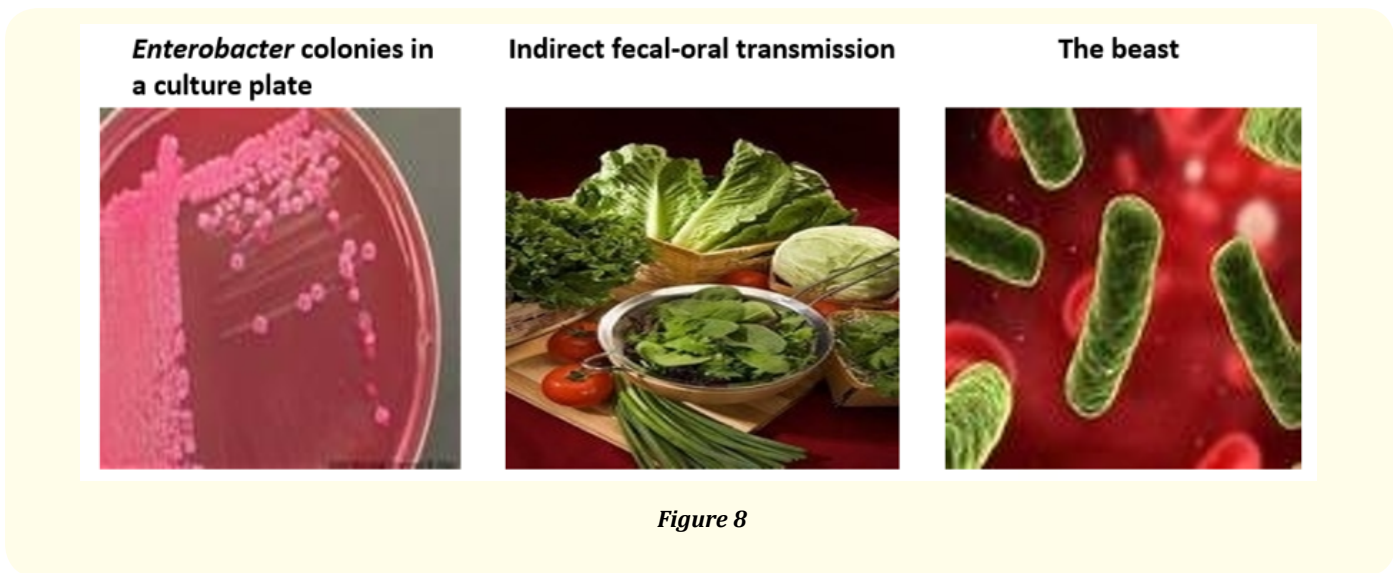 Enterobacter colonies in
a culture plate
Indirect fecal-oral transmission
The beast
Figure 8